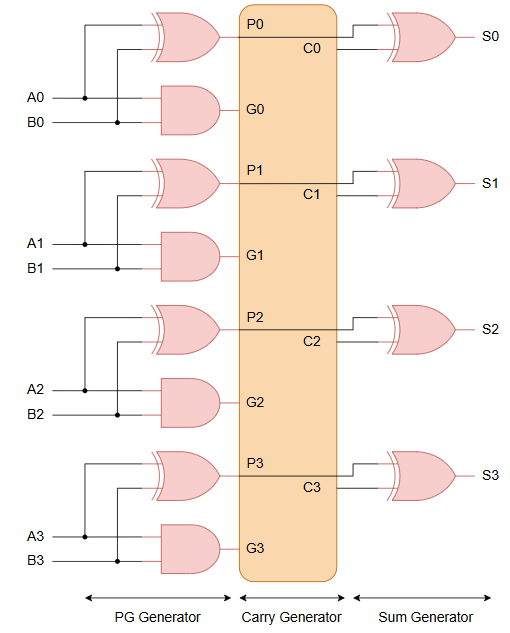 P0
S0
C0
A0
G0
B0
P1
S1
C1
A1
G1
B1
P2
S2
C2
A2
G2
B2
P3
S3
C3
A3
G3
B3
PG Generator Carry Generator Sum Generator